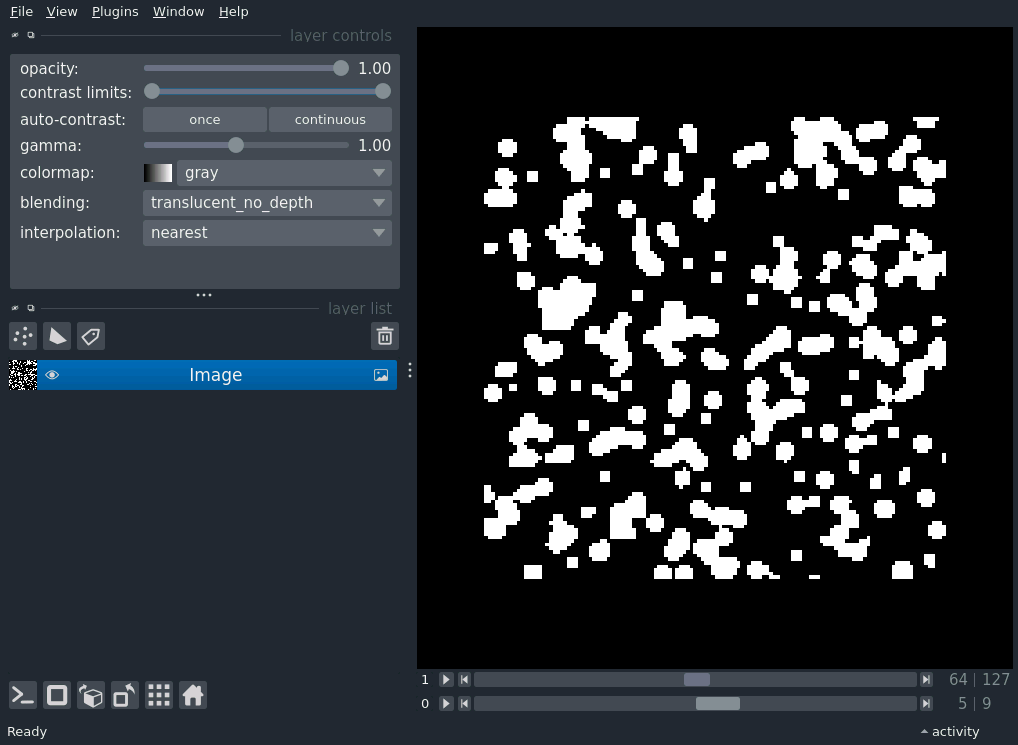 File View Plugins Window Help
layer controls
opacity: 1.00
contrast limits:
auto-contrast: once continuous
gamma: 1.00
colormap: gray
blending: translucent_no_depth
interpolation: nearest
layer list
Image
1 64 | 127
0 5 | 9
Ready activity